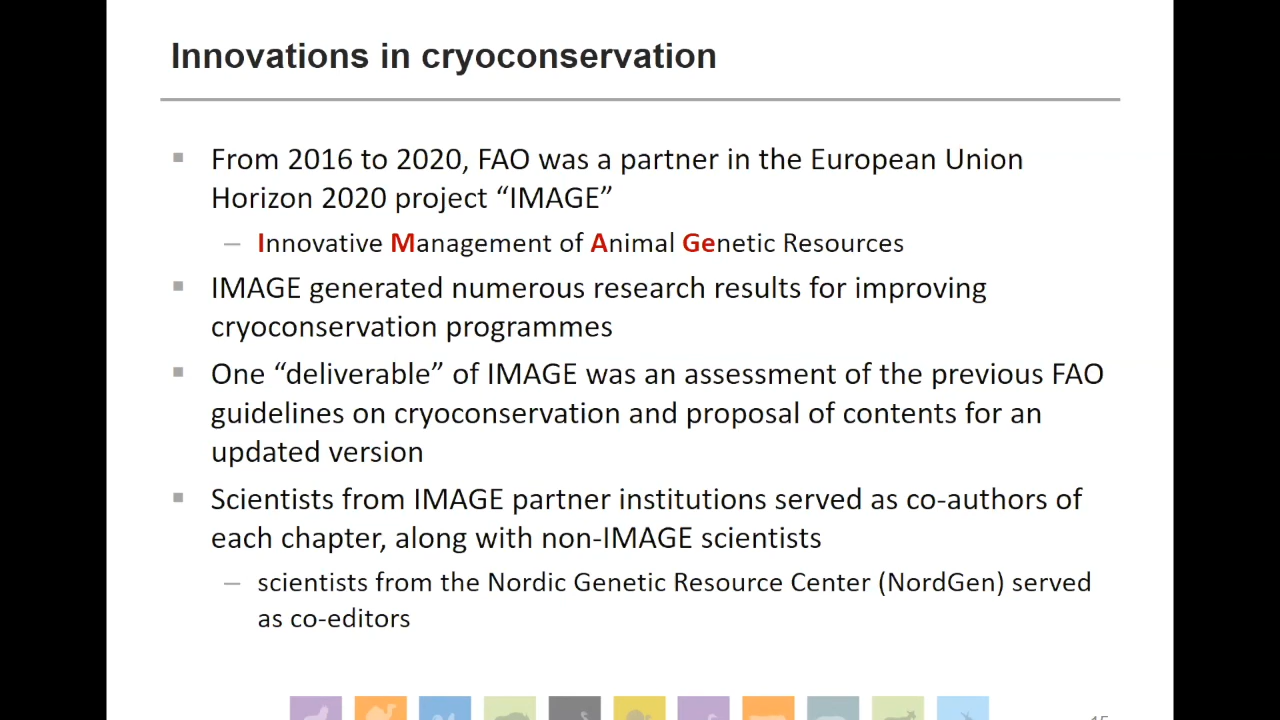 Innovations in cryoconservation
From 2016 to 2020, FAO was a partner in the European Union
Horizon 2020 project “IMAGE”
– Innovative Management of Animal Genetic Resources
IMAGE generated numerous research results for improving
cryoconservation programmes
One “deliverable” of IMAGE was an assessment of the previous FAO
guidelines on cryoconservation and proposal of contents for an
updated version
Scientists from IMAGE partner institutions served as co-authors of
each chapter, along with non-IMAGE scientists
– scientists from the Nordic Genetic Resource Center (NordGen) served
as co-editors